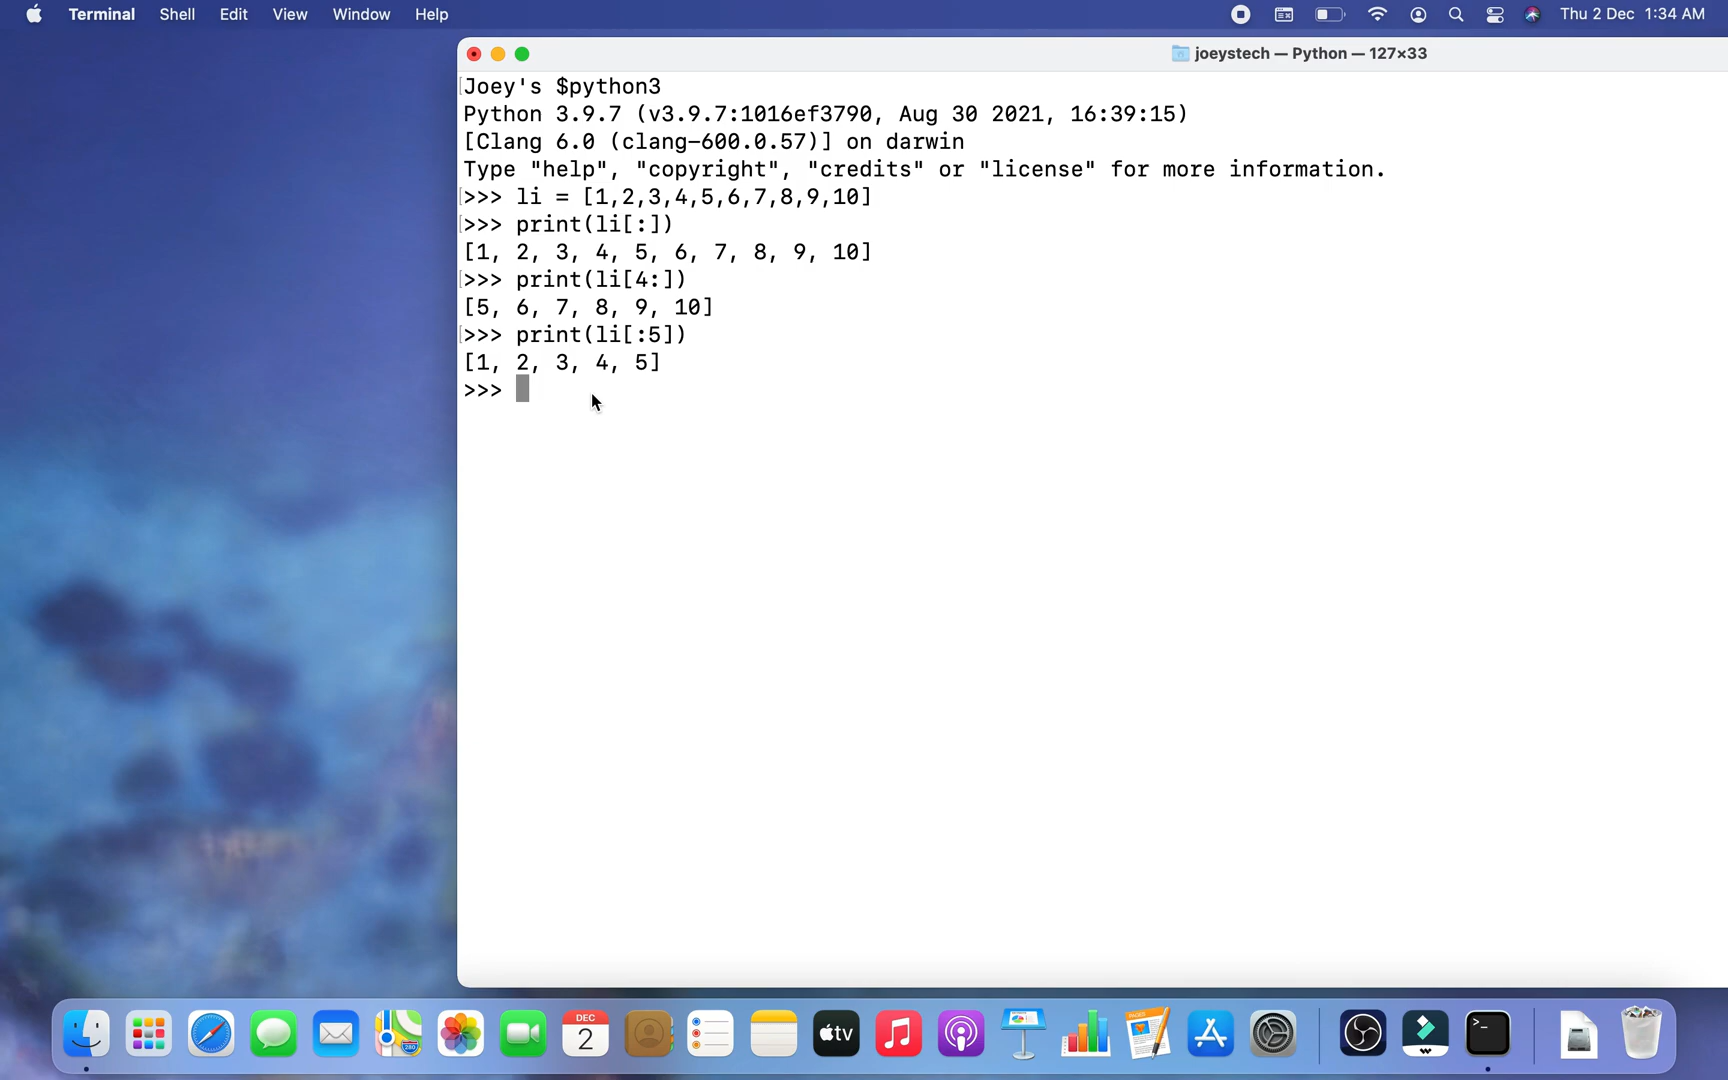 Terminal Shell Edit View Window Help Thu 2 Dec 1:34 AM
joeystech — Python — 127×33
[Joey's $python3
Python 3.9.7 (v3.9.7:1016ef3790, Aug 30 2021, 16:39:15)
[Clang 6.0 (clang-600.0.57)] on darwin
Type "help", "copyright", "credits" or "license" for more information.
[>>> li = [1,2,3,4,5,6,7,8,9,10]
[>>> print(li[:])
[1, 2, 3, 4, 5, 6, 7, 8, 9, 10]
[>>> print(li[4:])
[5, 6, 7, 8, 9, 10]
[>>> print(li[:5])
[1, 2, 3, 4, 5]
>>>
DEC
2
280
tv
PAGES
>_